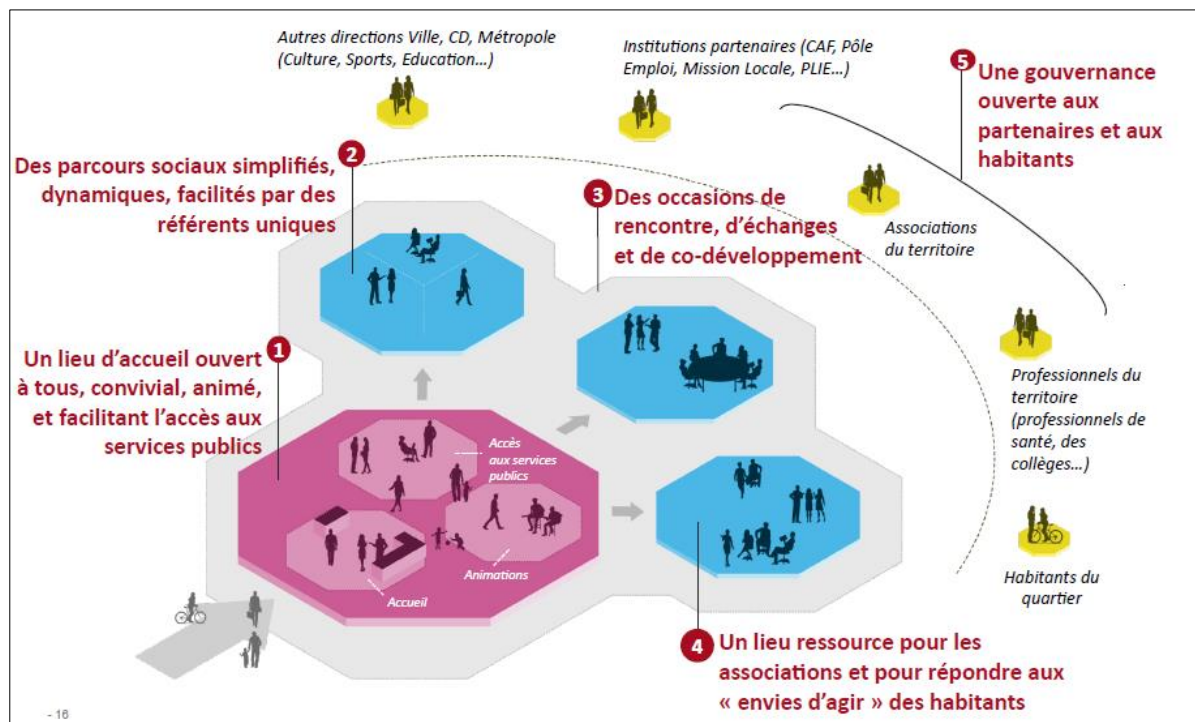 Autres directions Ville, CD, Métropole
(Culture, Sports, Education...)
Institutions partenaires (CAF, Pôle
Emploi, Mission Locale, PLIE...)
5
Une gouvernance
ouverte aux
partenaires et aux
habitants
2
Des parcours sociaux simplifiés,
dynamiques, facilités par des
référents uniques
3
Des occasions de
rencontre, d'échanges
et de co-développement
Associations
du territoire
1
Un lieu d'accueil ouvert
à tous, convivial, animé,
et facilitant l'accès aux
services publics
Accès
aux services
publics
Animations
Accueil
Professionnels du
territoire
(professionnels de
santé, des
collèges...)
Habitants du
quartier
4
Un lieu ressource pour les
associations et pour répondre aux
« envies d'agir » des habitants
- 16